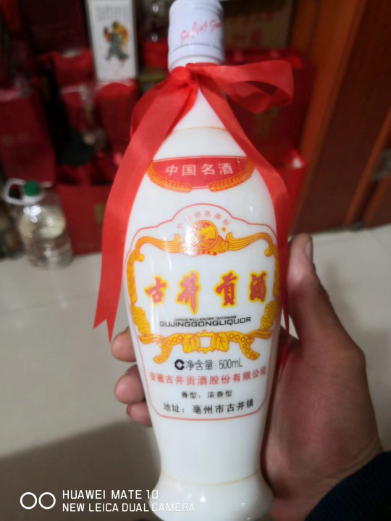 中国名酒
古井贡酒
GUJINGGONGLIQUOR
净含量:500mL
安徽古井贡酒股份有限公司
香型:浓香型
地址:亳州市古井镇
HUAWEI MATE 10
NEW LEICA DUAL CAMERA